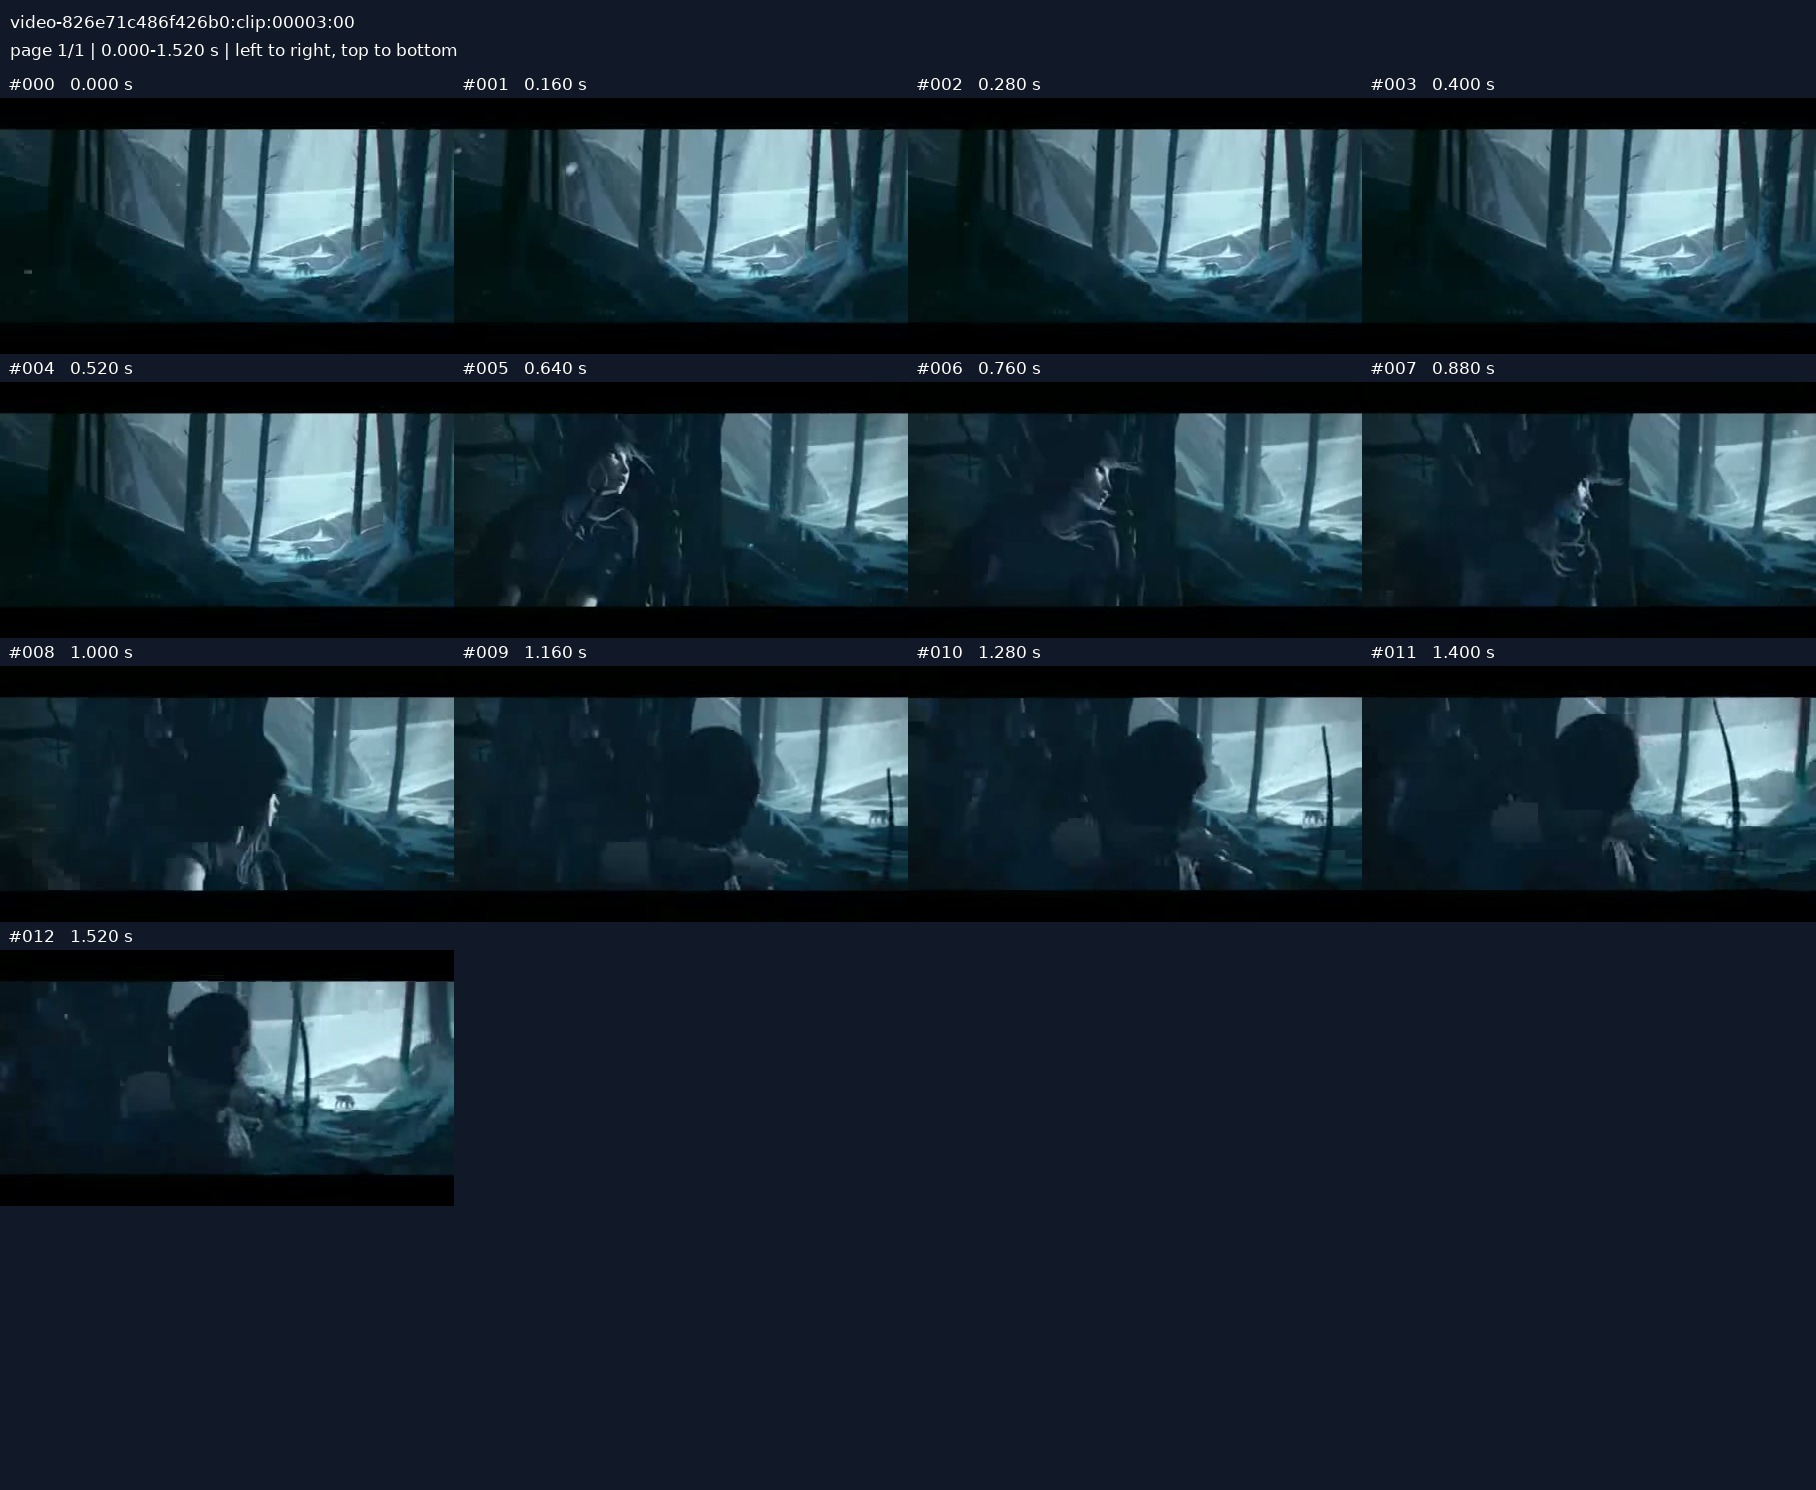 video-826e71c486f426b0:clip:00003:00
page 1/1 | 0.000-1.520 s | left to right, top to bottom
#000 0.000 s
#001 0.160 s
#002 0.280 s
#003 0.400 s
#004 0.520 s
#005 0.640 s
#006 0.760 s
#007 0.880 s
#008 1.000 s
#009 1.160 s
#010 1.280 s
#011 1.400 s
#012 1.520 s